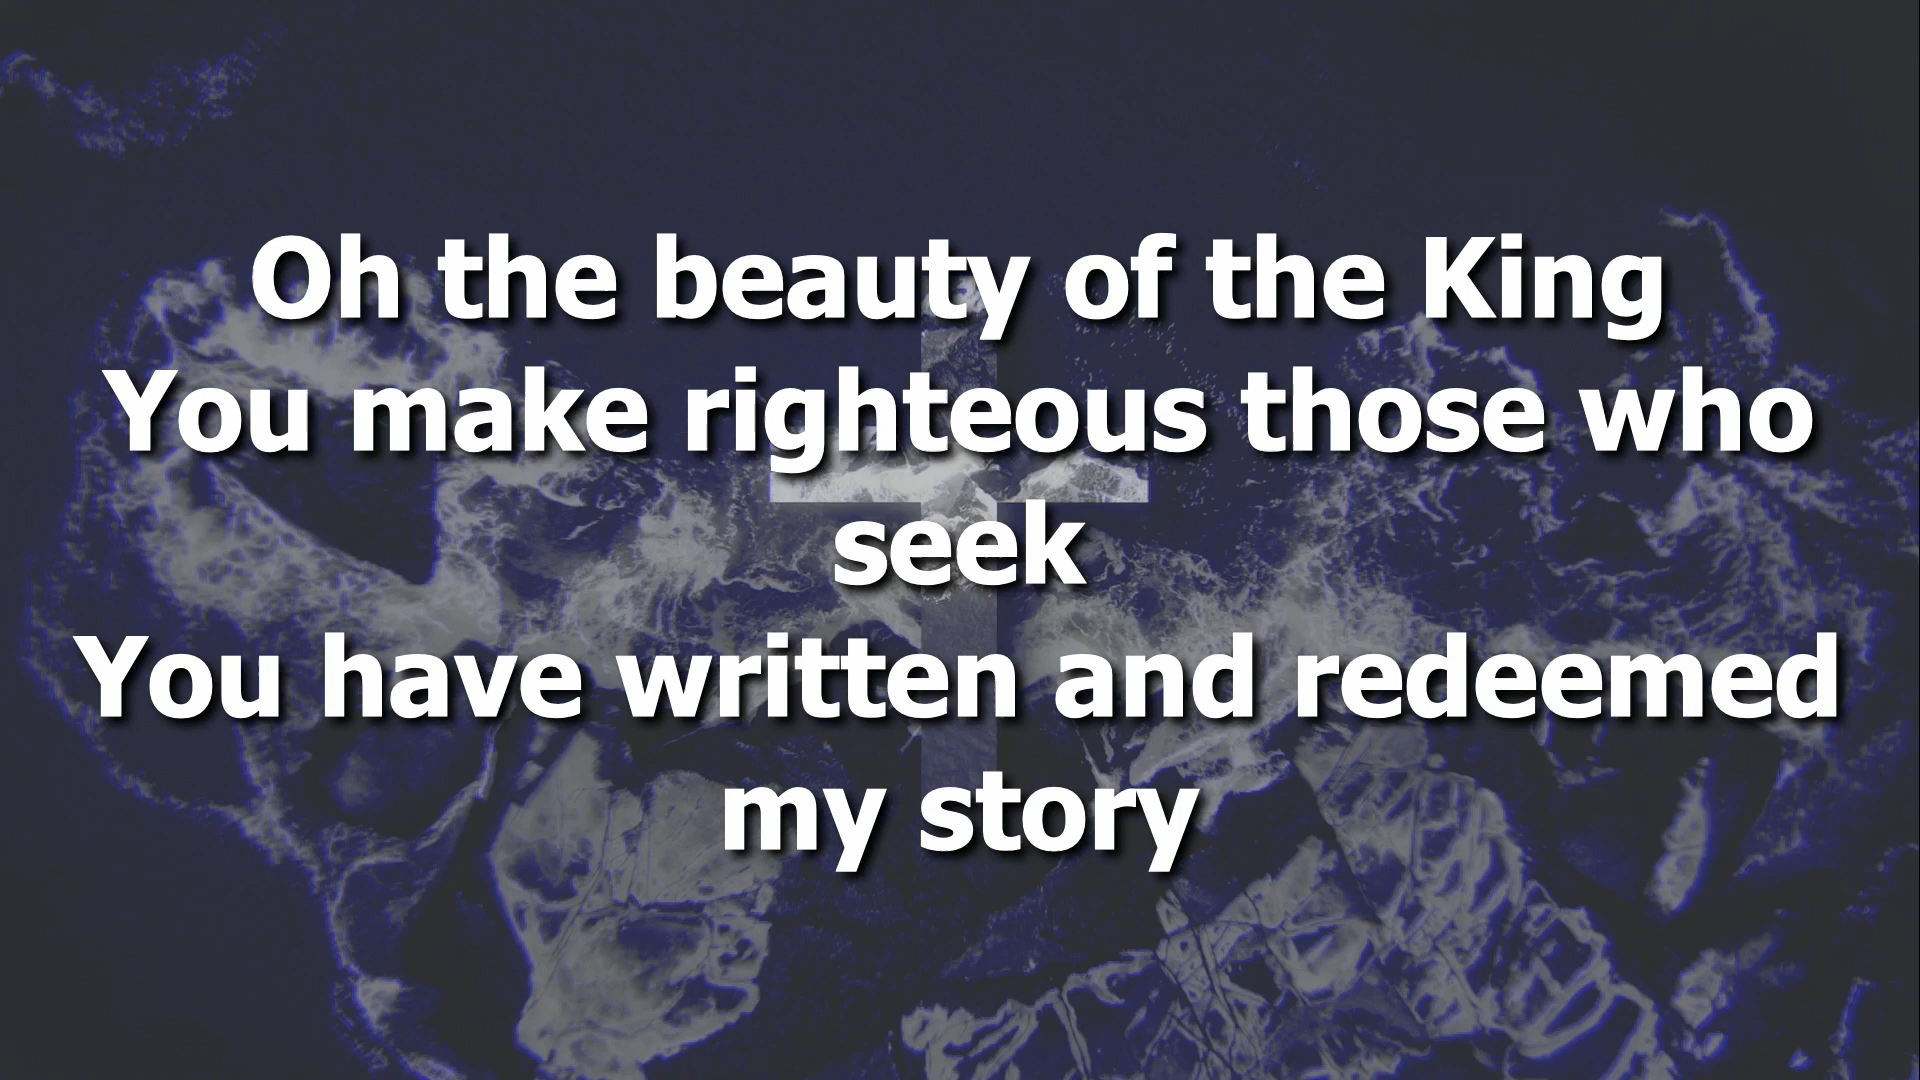 Oh the beauty of the King
You make righteous those who
seek
You have written and redeemed
my story